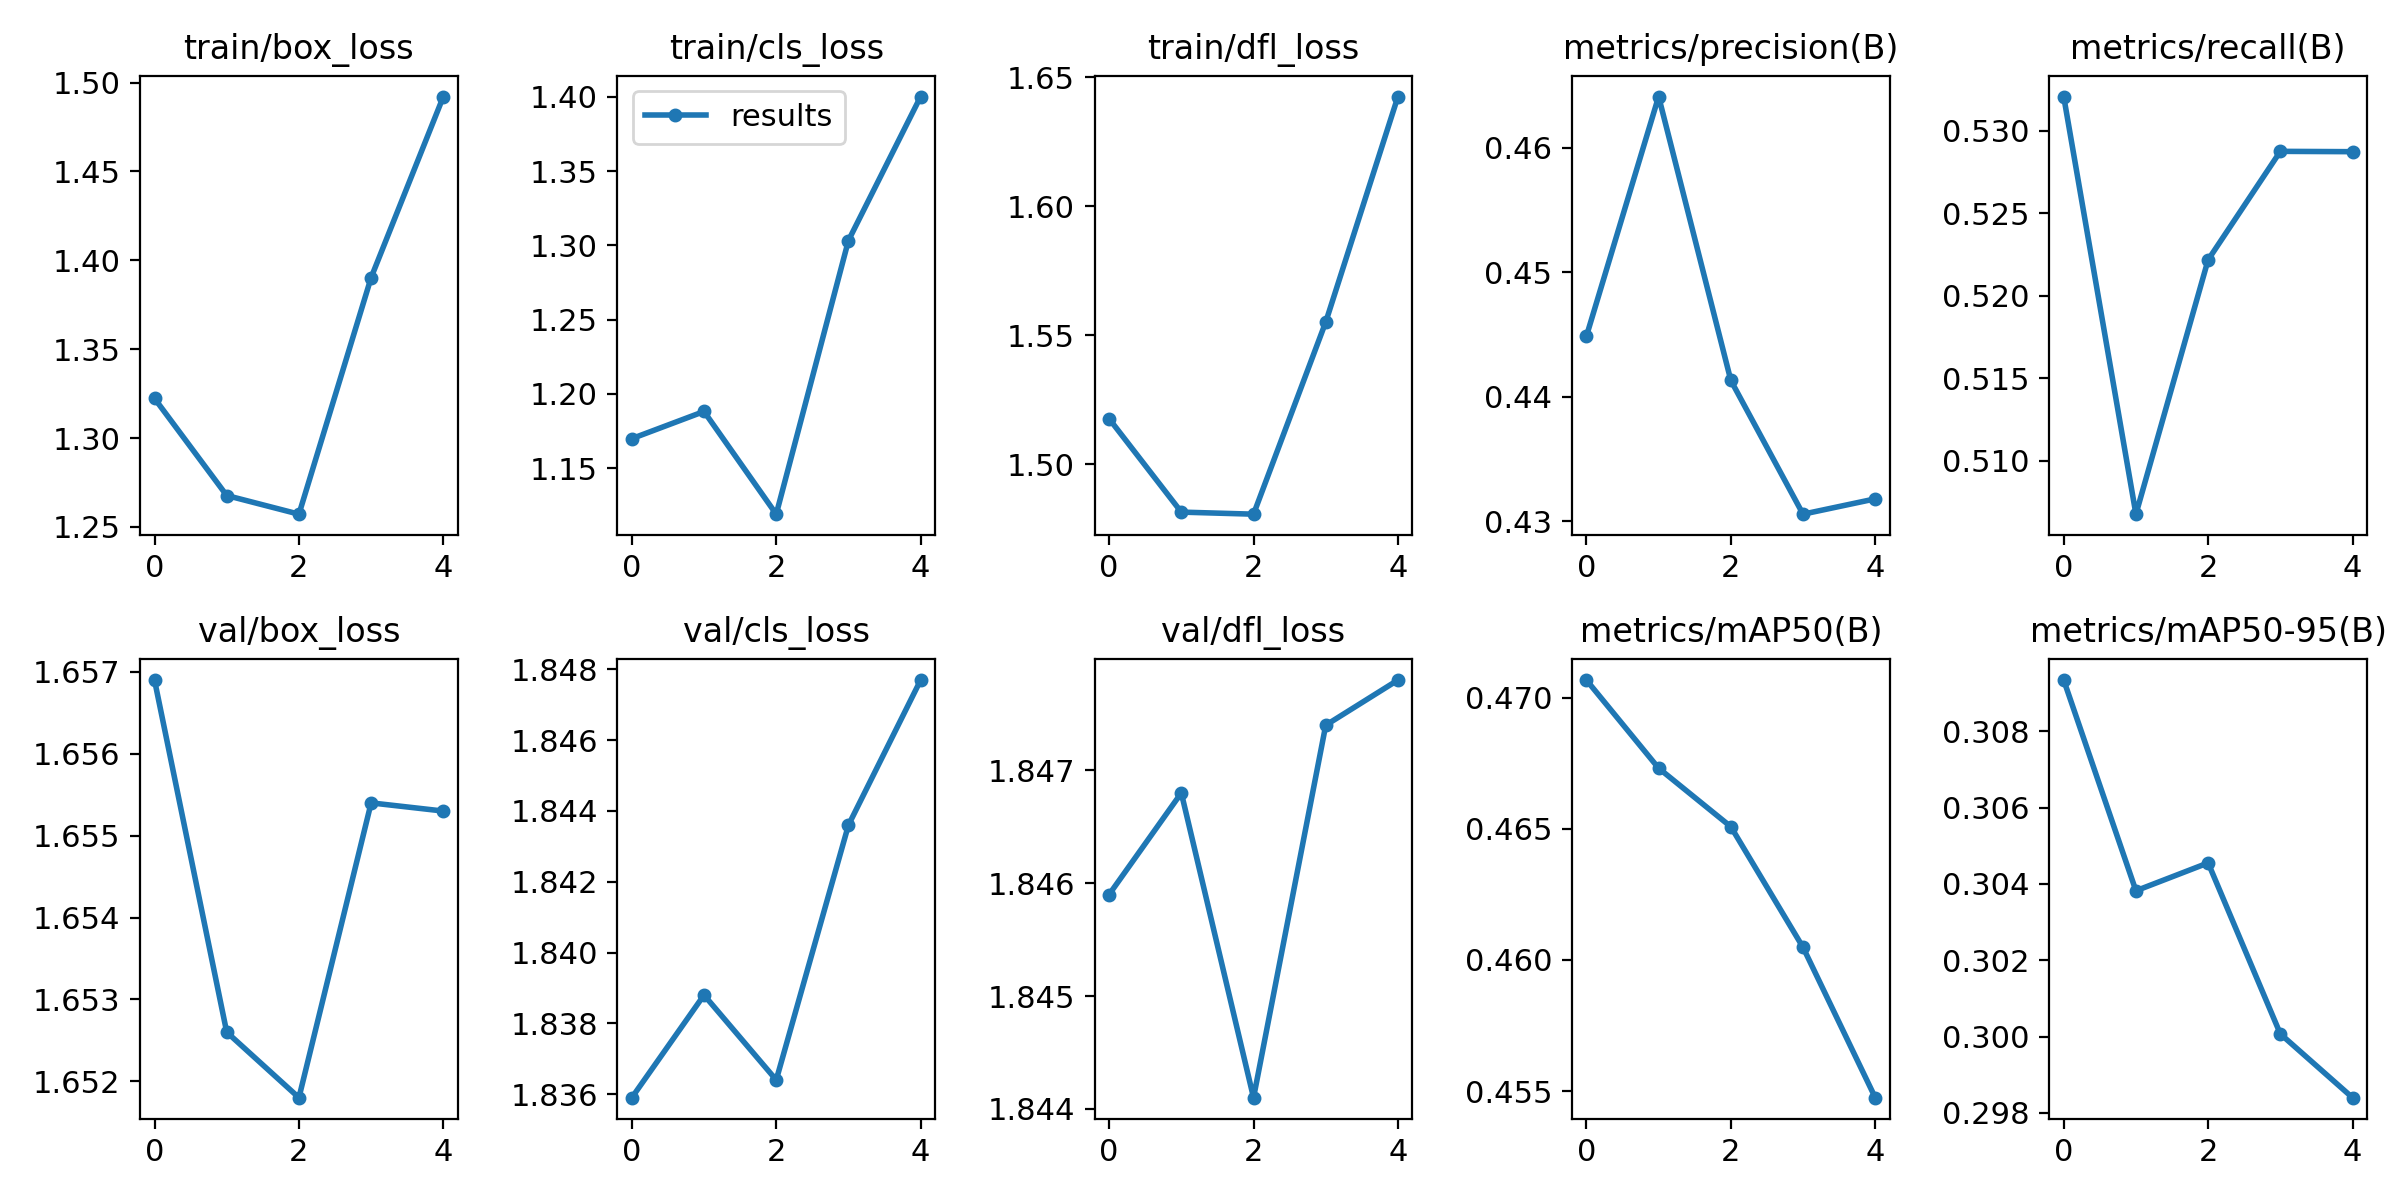 train/box_loss
1.50
1.45
1.40
1.35
1.30
1.25
0 2 4
train/cls_loss
results
1.40
1.35
1.30
1.25
1.20
1.15
0 2 4
train/dfl_loss
1.65
1.60
1.55
1.50
0 2 4
metrics/precision(B)
0.46
0.45
0.44
0.43
0 2 4
metrics/recall(B)
0.530
0.525
0.520
0.515
0.510
0 2 4
val/box_loss
1.657
1.656
1.655
1.654
1.653
1.652
0 2 4
val/cls_loss
1.848
1.846
1.844
1.842
1.840
1.838
1.836
0 2 4
val/dfl_loss
1.847
1.846
1.845
1.844
0 2 4
metrics/mAP50(B)
0.470
0.465
0.460
0.455
0 2 4
metrics/mAP50-95(B)
0.308
0.306
0.304
0.302
0.300
0.298
0 2 4